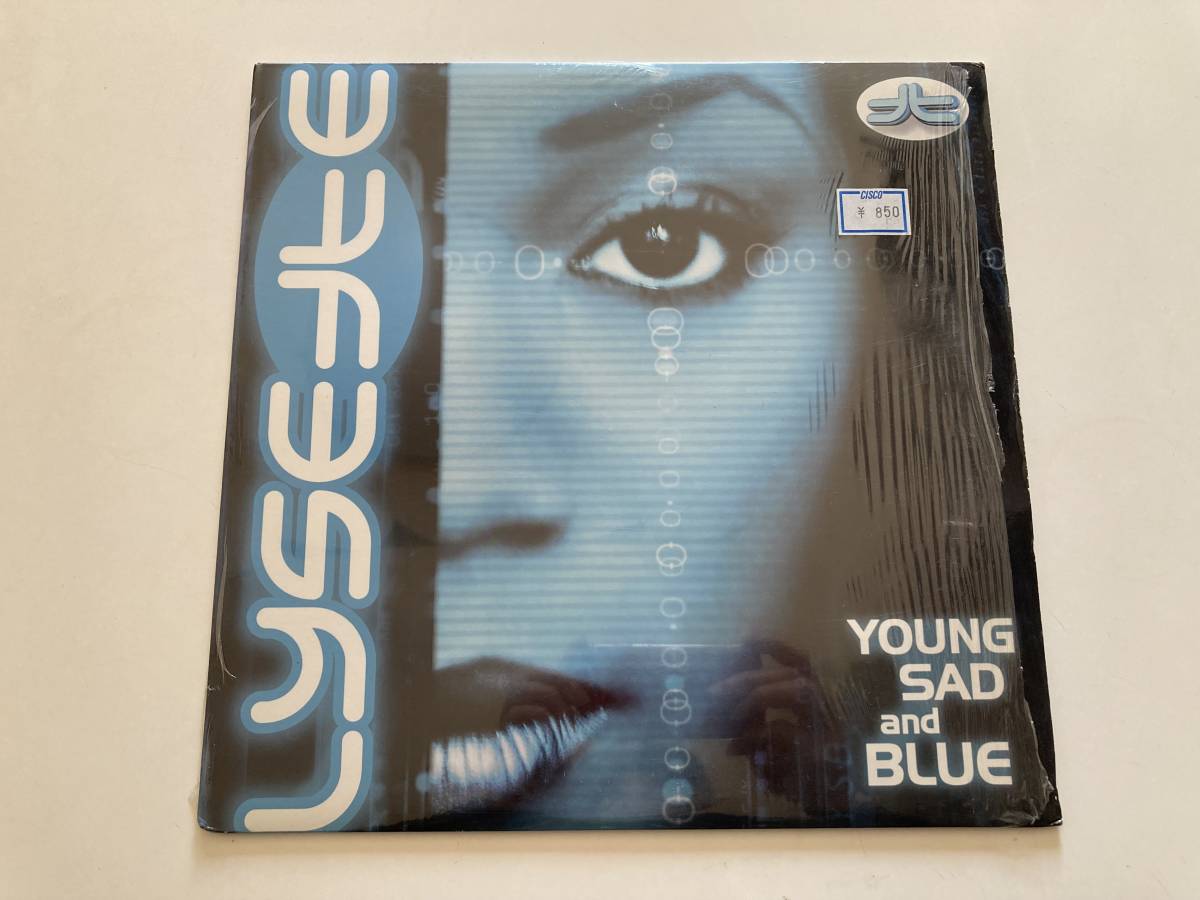 Lysette
CISCO
¥ 850
YOUNG
SAD
and
BLUE